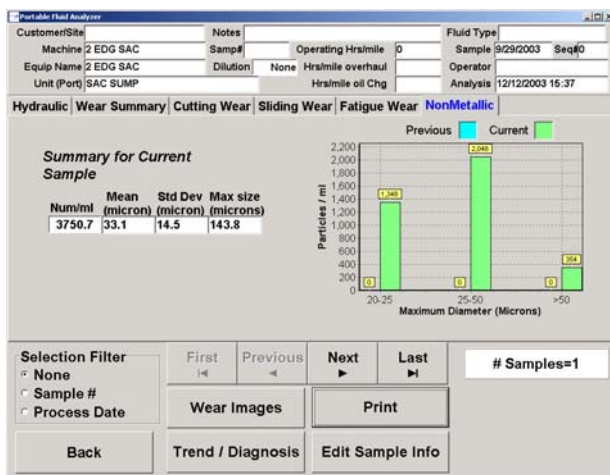 Portable Fluid Analyzer
Customer/Site Notes Fluid Type
Machine 2 EDG SAC Samp# Operating Hrs/mile 0 Sample 9/29/2003 Seq# 0
Equip Name 2 EDG SAC Dilution None Hrs/mile overhaul Operator
Unit (Port) SAC SUMP Hrs/mile oil Chg Analysis 12/12/2003 15:37
Hydraulic Wear Summary Cutting Wear Sliding Wear Fatigue Wear NonMetallic
Previous Current
Summary for Current
Sample
Mean Std Dev Max size
Num/ml (micron) (micron) (microns)
3750.7 33.1 14.5 143.8
Particles / ml
2,200
2,000
1,800
1,600
1,400
1,200
1,000
800
600
400
200
0
0 1,348 0 2,048 0 354
20-25 25-50 >50
Maximum Diameter (Microns)
Selection Filter
None
Sample #
Process Date
First Previous Next Last
# Samples=1
Wear Images Print
Back Trend / Diagnosis Edit Sample Info